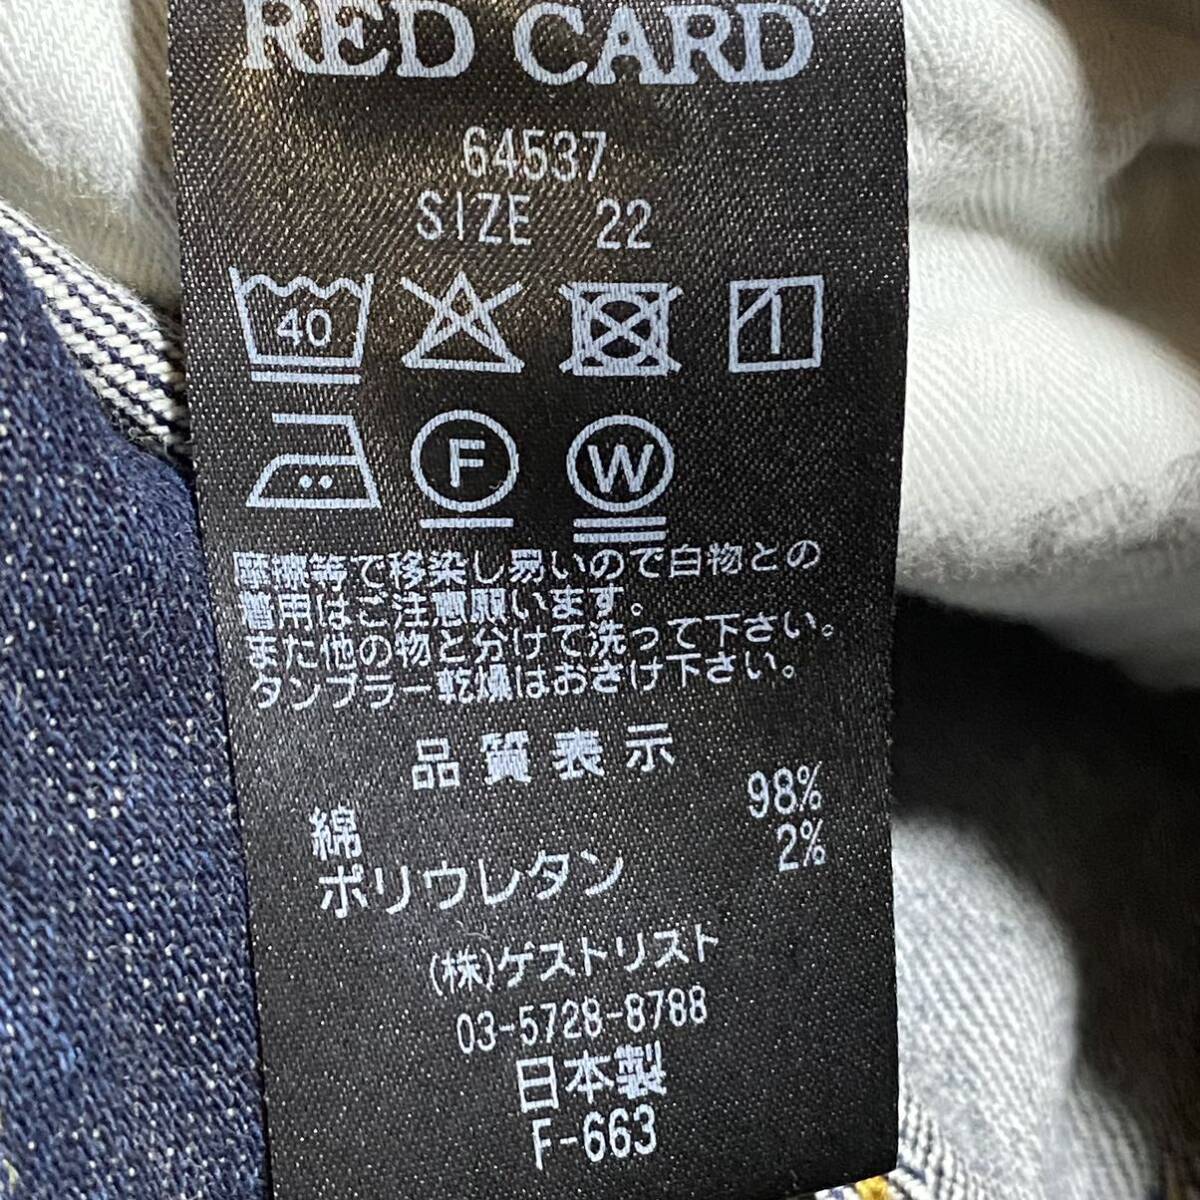 RED CARD
64537
SIZE 22
40
F
W
摩擦等で移染し易いので白物との
着用はご注意願います。
また他の物と分けて洗って下さい。
タンブラー乾燥はおさけ下さい。
品質表示
綿 98%
ポリウレタン 2%
(株)ゲストリスト
03-5728-8788
日本製
F-663